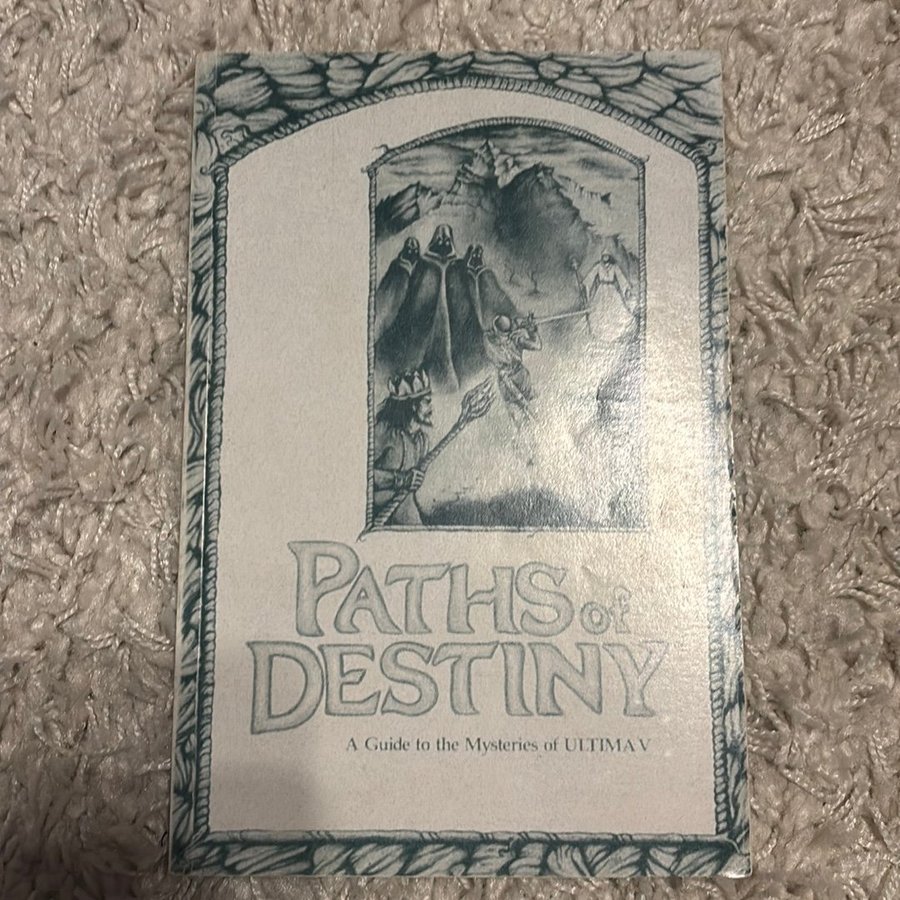 PATHS of
DESTINY
A Guide to the Mysteries of ULTIMA V